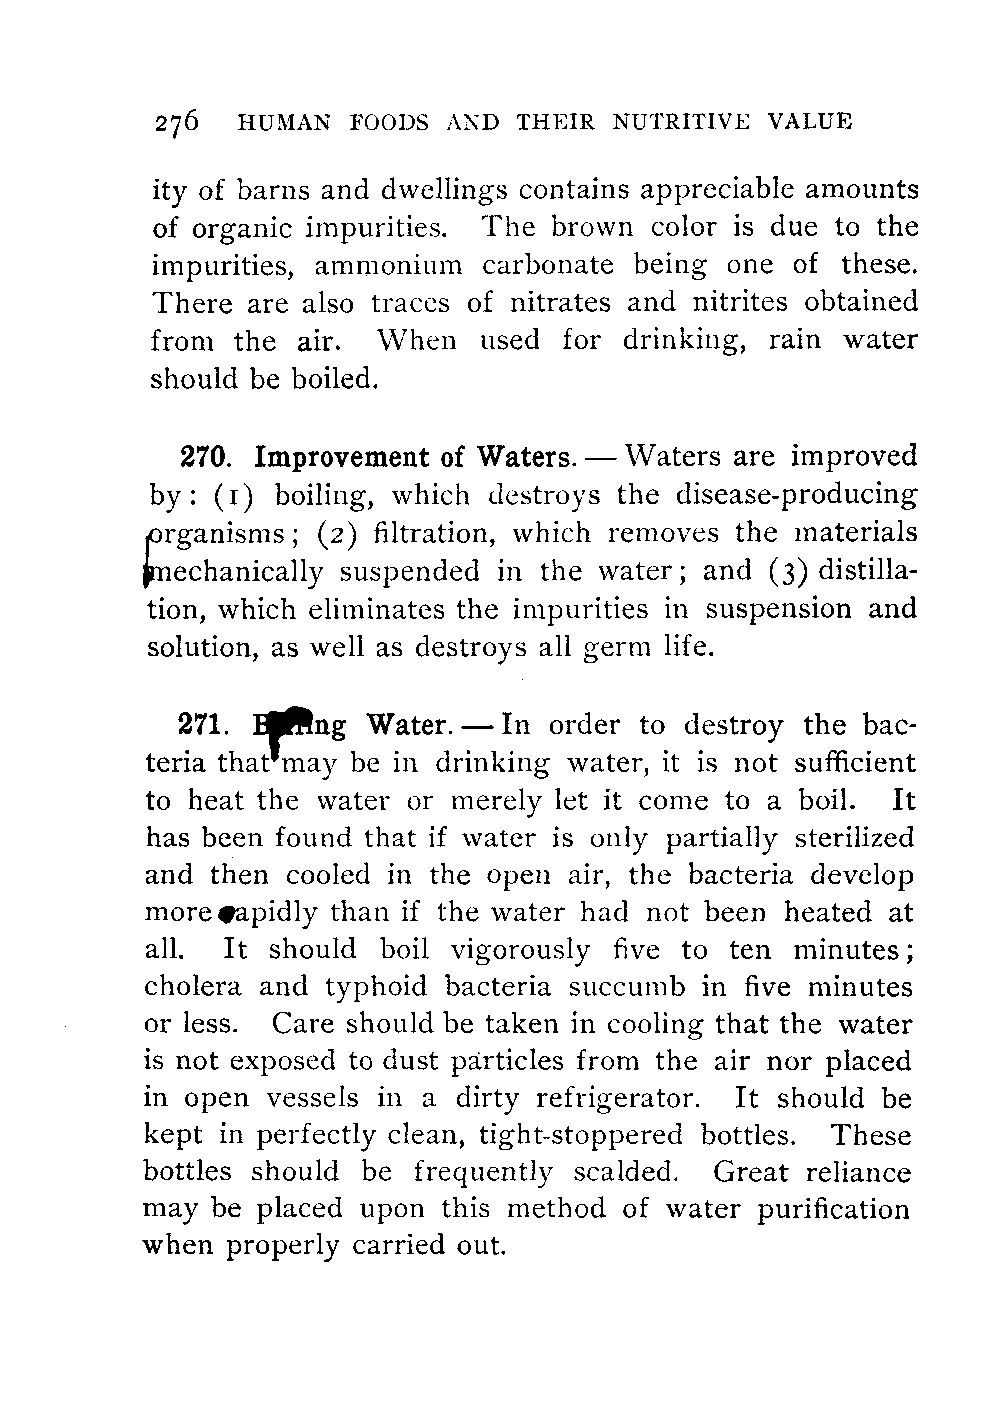 276 HUMAN FOODS AND THEIR NUTRITIVE VALUE
ity of barns and dwellings contains appreciable amounts
of organic impurities. The brown color is due to the
impurities, ammonium carbonate being one of these.
There are also traces of nitrates and nitrites obtained
from the air. When used for drinking, rain water
should be boiled.
270. Improvement of Waters. — Waters are improved
by: (1) boiling, which destroys the disease-producing
organisms; (2) filtration, which removes the materials
mechanically suspended in the water; and (3) distilla-
tion, which eliminates the impurities in suspension and
solution, as well as destroys all germ life.
271. Boiling Water. — In order to destroy the bac-
teria that may be in drinking water, it is not sufficient
to heat the water or merely let it come to a boil. It
has been found that if water is only partially sterilized
and then cooled in the open air, the bacteria develop
more rapidly than if the water had not been heated at
all. It should boil vigorously five to ten minutes;
cholera and typhoid bacteria succumb in five minutes
or less. Care should be taken in cooling that the water
is not exposed to dust particles from the air nor placed
in open vessels in a dirty refrigerator. It should be
kept in perfectly clean, tight-stoppered bottles. These
bottles should be frequently scalded. Great reliance
may be placed upon this method of water purification
when properly carried out.